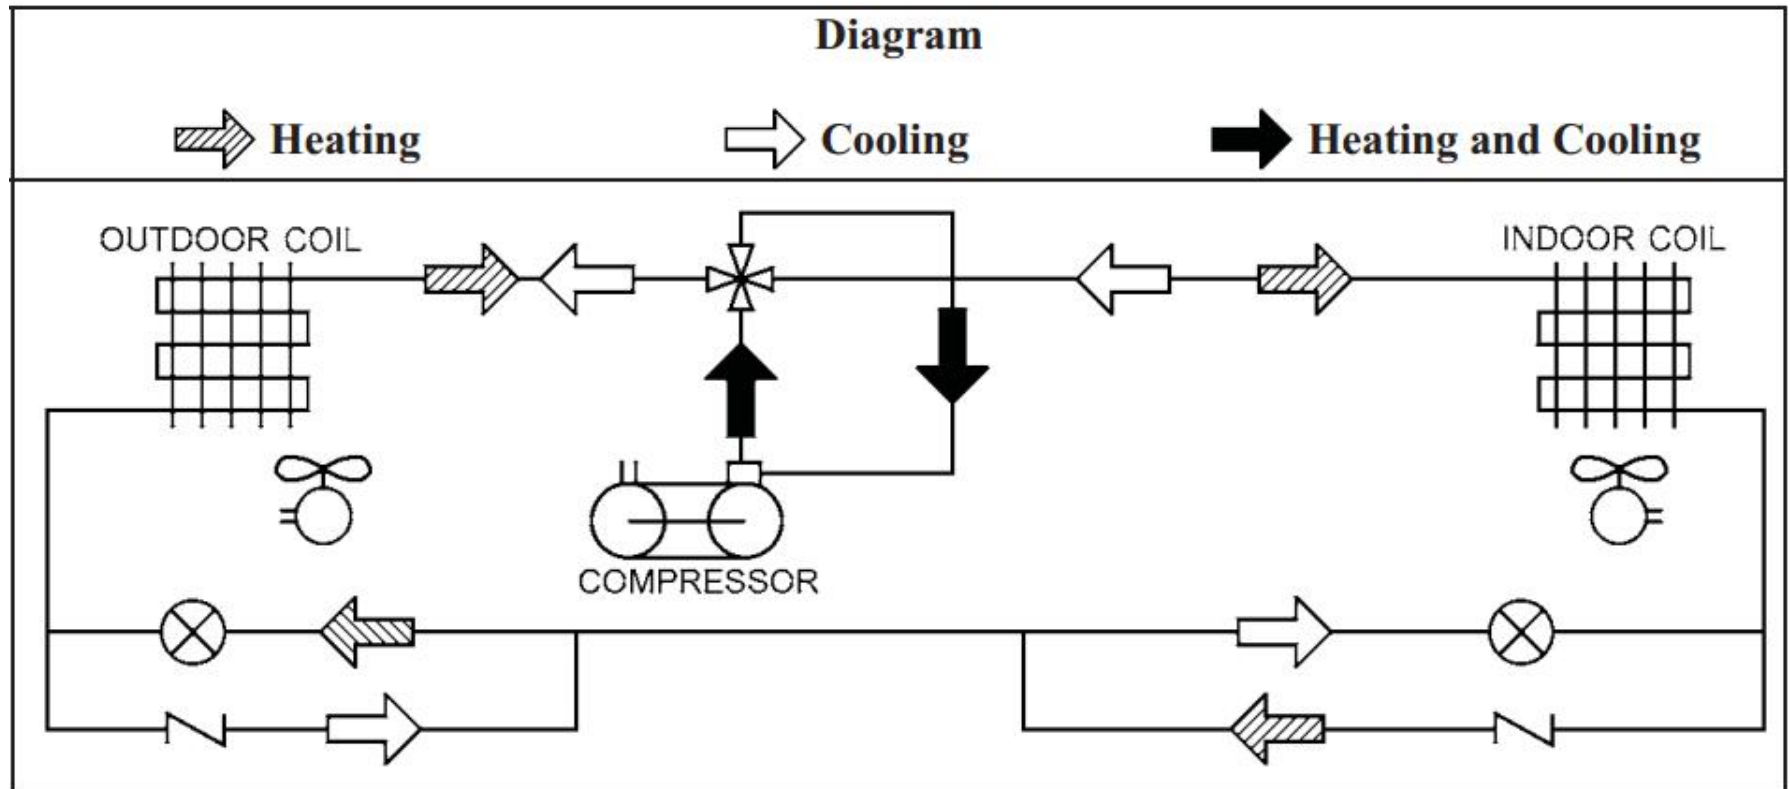 Diagram
Heating Cooling Heating and Cooling
OUTDOOR COIL INDOOR COIL
COMPRESSOR